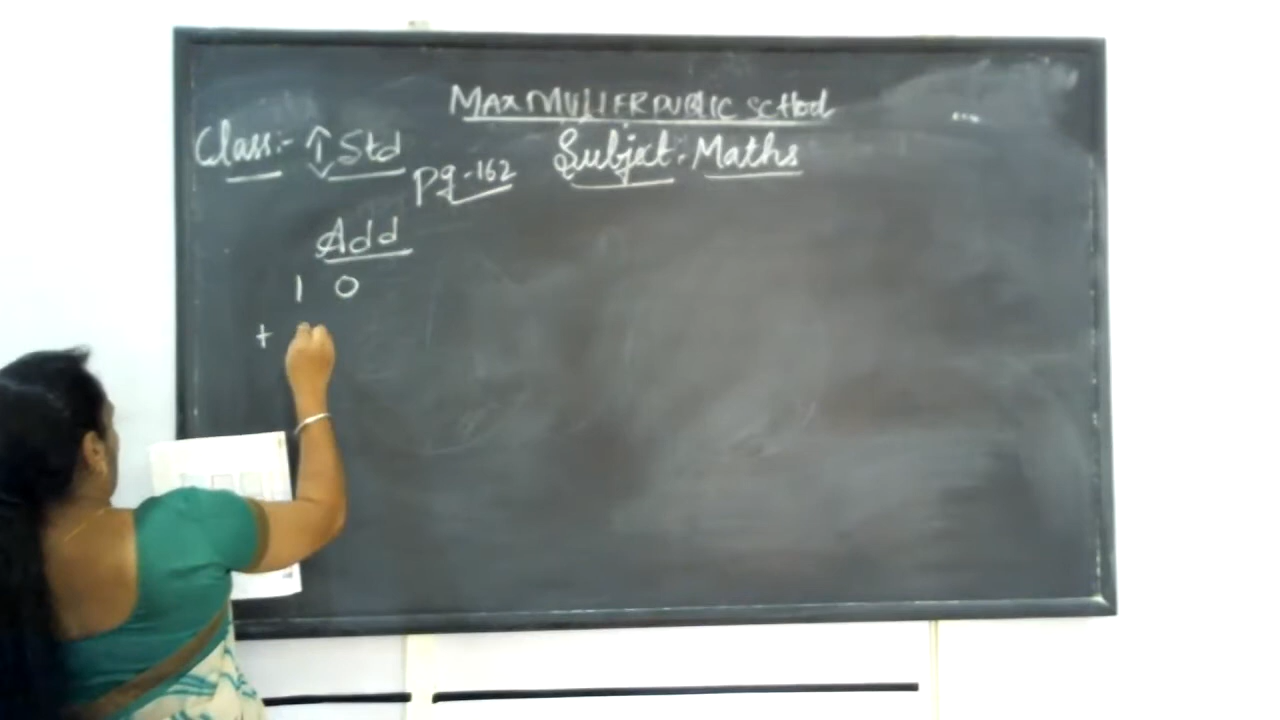 MAX MULLER PUBLIC SCHOOL
Class:- I Std
Subject. Maths
Pg-162
Add
1 0
+